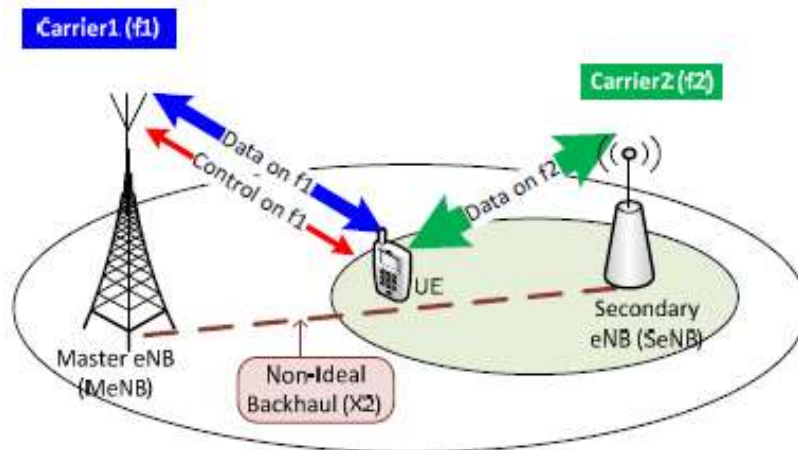 Carrier1 (f1)
Carrier2 (f2)
Data on f1
Control on f1
Data on f2
UE
Master eNB
(MeNB)
Secondary
eNB (SeNB)
Non-Ideal
Backhaul (X2)